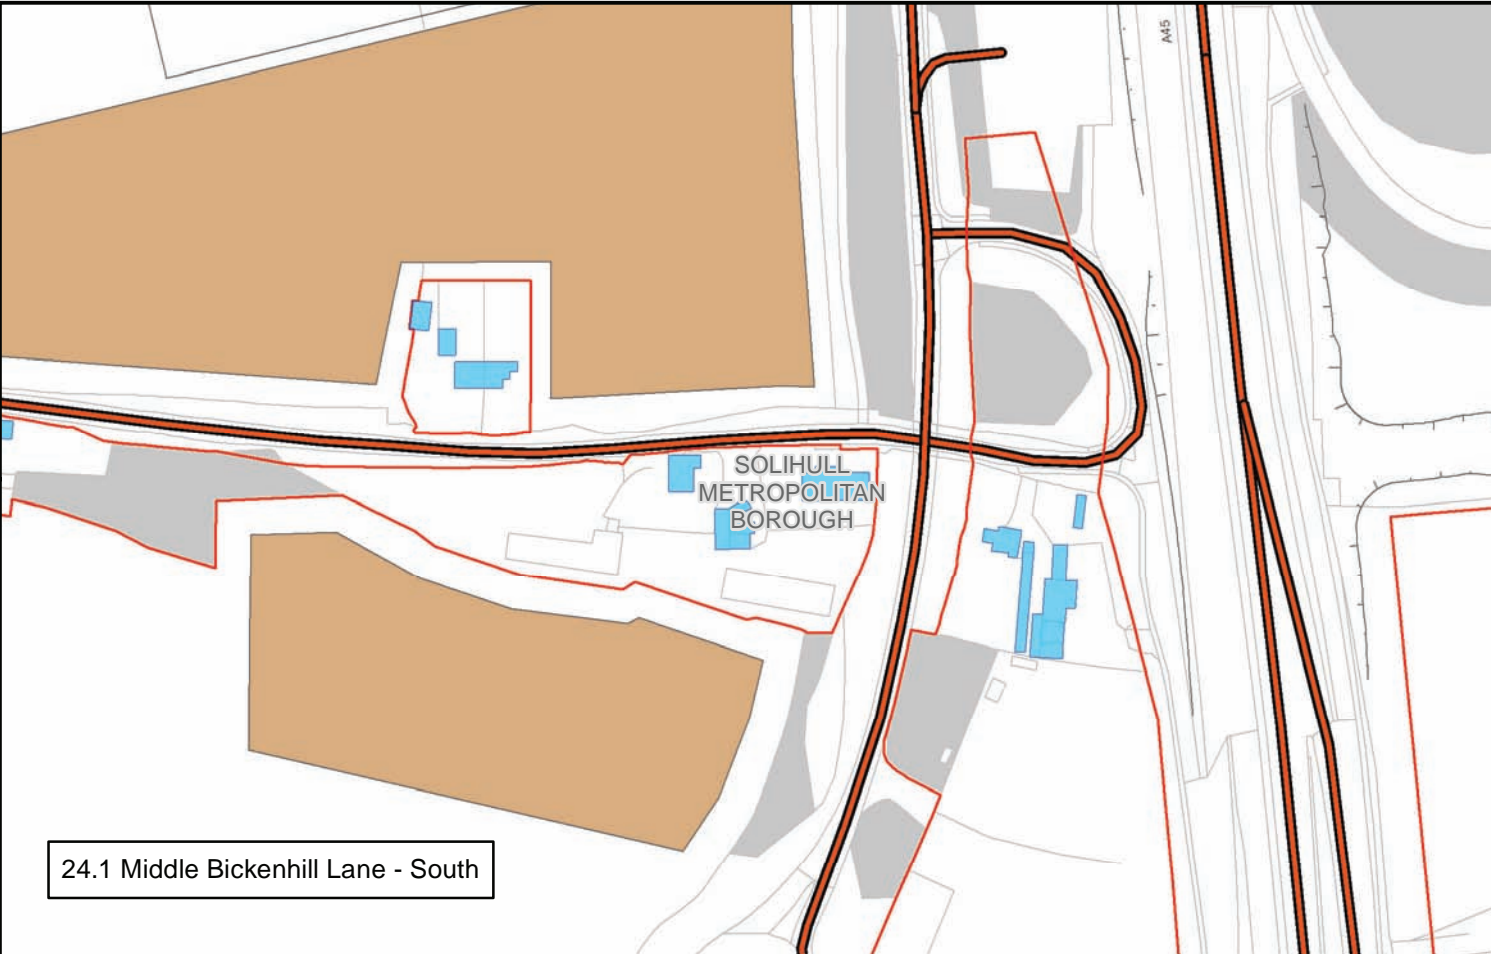 A45
SOLIHULL
METROPOLITAN
BOROUGH
24.1 Middle Bickenhill Lane - South